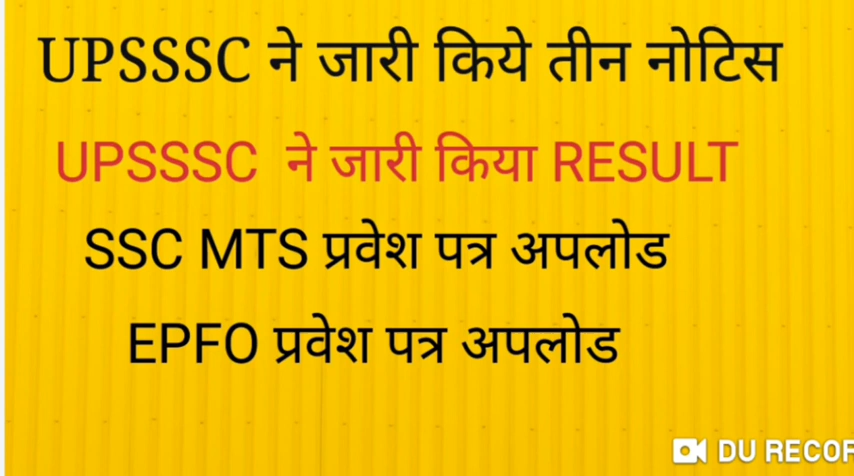 UPSSSC ने जारी किये तीन नोटिस
UPSSSC ने जारी किया RESULT
SSC MTS प्रवेश पत्र अपलोड
EPFO प्रवेश पत्र अपलोड
DU RECOR